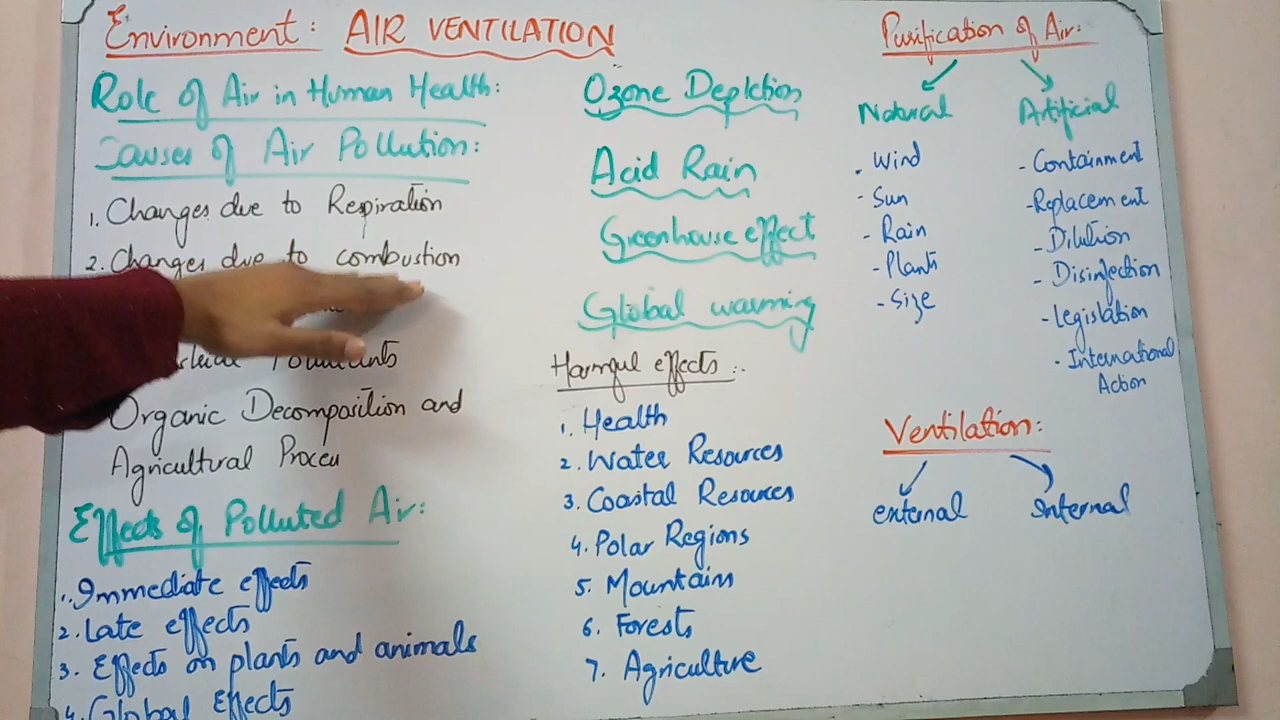 Environment: AIR VENTILATION
Role of Air in Human Health:
Causes of Air Pollution:
1. Changes due to Respiration
2. Changes due to combustion
Pollutants
Organic Decomposition and
Agricultural Process
Effects of Polluted Air:
1. Immediate effects
2. Late effects
3. Effects on plants and animals
4. Global Effects
Ozone Depletion
Acid Rain
Greenhouse effect
Global warming
Harmful effects :-
1. Health
2. Water Resources
3. Coastal Resources
4. Polar Regions
5. Mountains
6. Forests
7. Agriculture
Purification of Air:
Natural
- Wind
- Sun
- Rain
- Plants
- Size
Artificial
- Containment
- Replacement
- Dilution
- Disinfection
- Legislation
- International
Action
Ventilation:
external
Internal